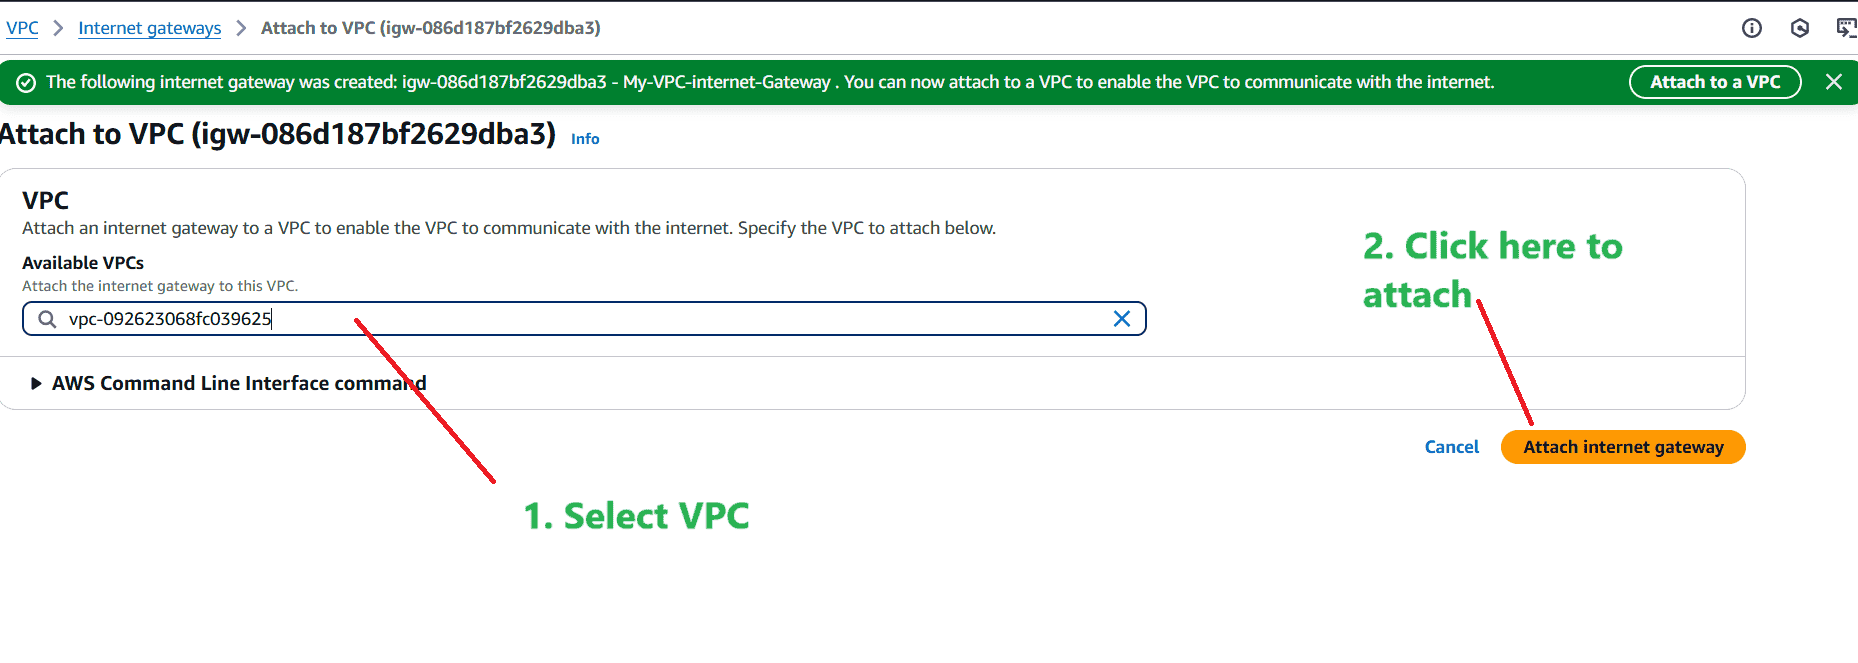 VPC > Internet gateways > Attach to VPC (igw-086d187bf2629dba3)
The following internet gateway was created: igw-086d187bf2629dba3 - My-VPC-internet-Gateway . You can now attach to a VPC to enable the VPC to communicate with the internet. Attach to a VPC
Attach to VPC (igw-086d187bf2629dba3) Info
VPC
Attach an internet gateway to a VPC to enable the VPC to communicate with the internet. Specify the VPC to attach below.
Available VPCs
Attach the internet gateway to this VPC.
vpc-092623068fc039625
2. Click here to
attach
AWS Command Line Interface command
Cancel Attach internet gateway
1. Select VPC